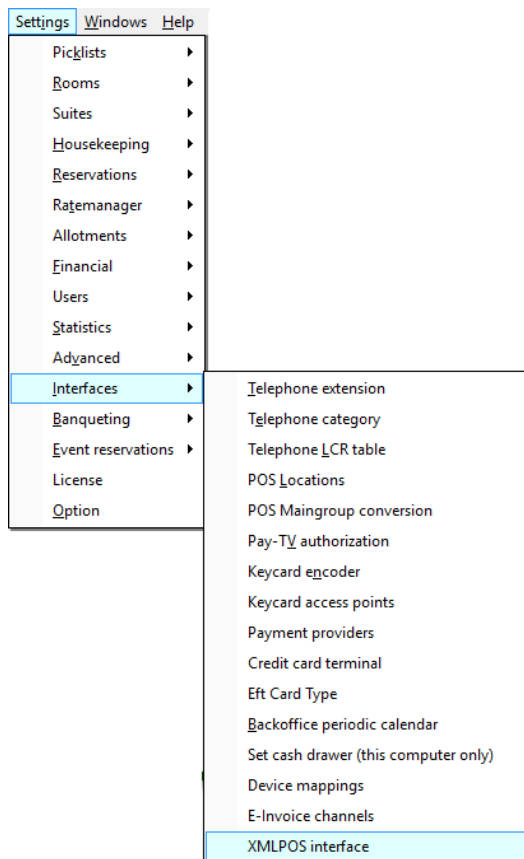 Settings Windows Help
Picklists
Rooms
Suites
Housekeeping
Reservations
Ratemanager
Allotments
Financial
Users
Statistics
Advanced
Interfaces
Banqueting
Event reservations
License
Option
Telephone extension
Telephone category
Telephone LCR table
POS Locations
POS Maingroup conversion
Pay-TV authorization
Keycard encoder
Keycard access points
Payment providers
Credit card terminal
Eft Card Type
Backoffice periodic calendar
Set cash drawer (this computer only)
Device mappings
E-Invoice channels
XMLPOS interface